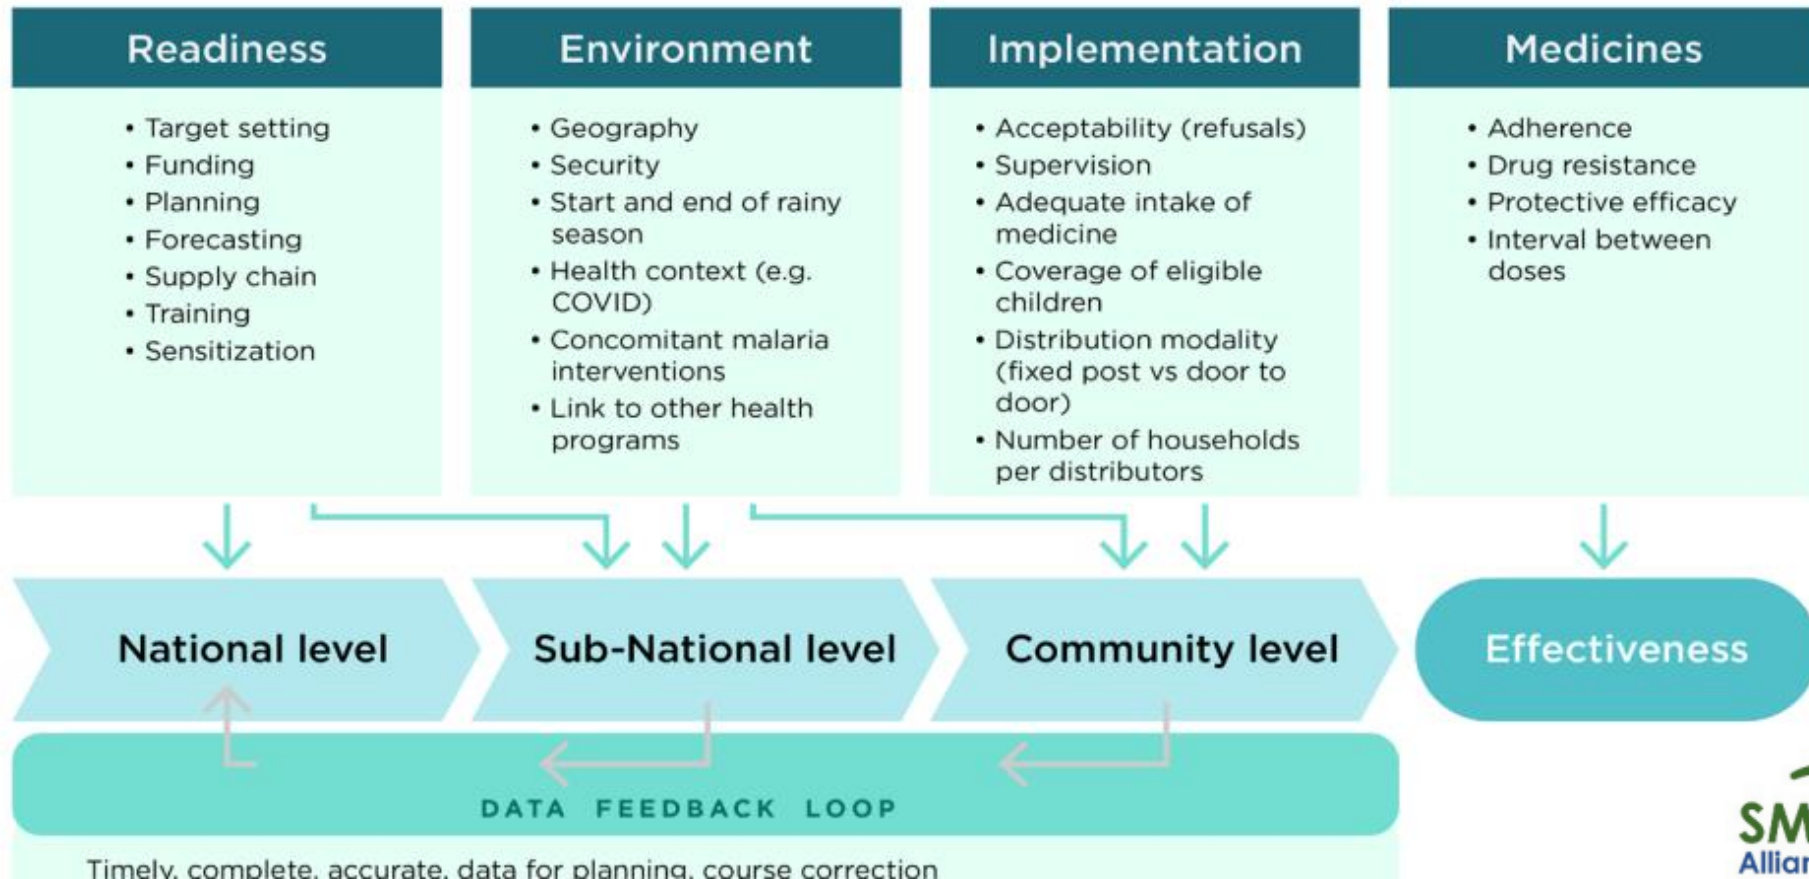 Readiness
• Target setting
• Funding
• Planning
• Forecasting
• Supply chain
• Training
• Sensitization
Environment
• Geography
• Security
• Start and end of rainy
season
• Health context (e.g.
COVID)
• Concomitant malaria
interventions
• Link to other health
programs
Implementation
• Acceptability (refusals)
• Supervision
• Adequate intake of
medicine
• Coverage of eligible
children
• Distribution modality
(fixed post vs door to
door)
• Number of households
per distributors
Medicines
• Adherence
• Drug resistance
• Protective efficacy
• Interval between
doses
National level
Sub-National level
Community level
Effectiveness
DATA FEEDBACK LOOP
Timely, complete, accurate, data for planning, course correction